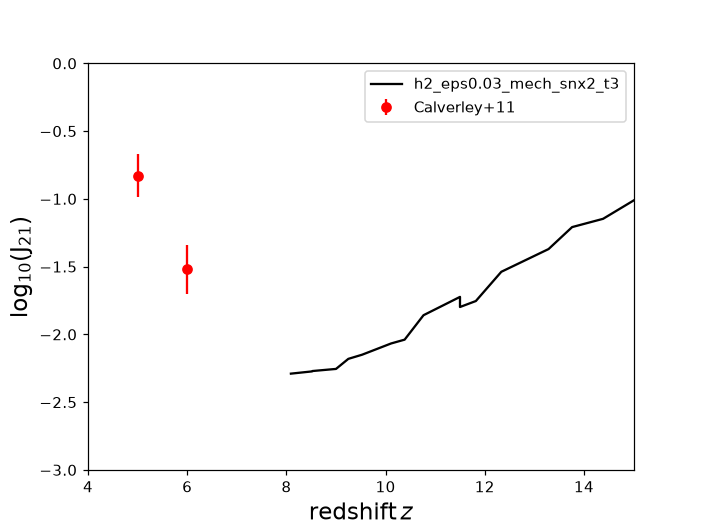 h2_eps0.03_mech_snx2_t3
Calverley+11
0.0
−0.5
−1.0
−1.5
−2.0
−2.5
−3.0
log₁₀(J₂₁)
4 6 8 10 12 14
redshift z